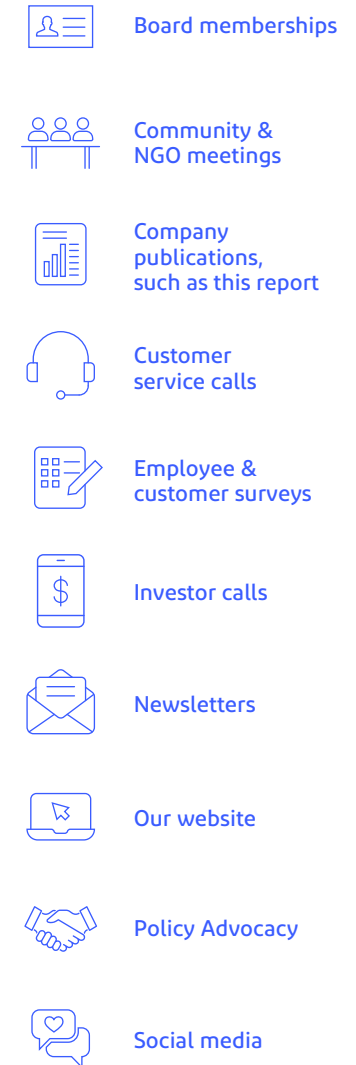 Board memberships
Community &
NGO meetings
Company
publications,
such as this report
Customer
service calls
Employee &
customer surveys
$
Investor calls
Newsletters
Our website
Policy Advocacy
Social media